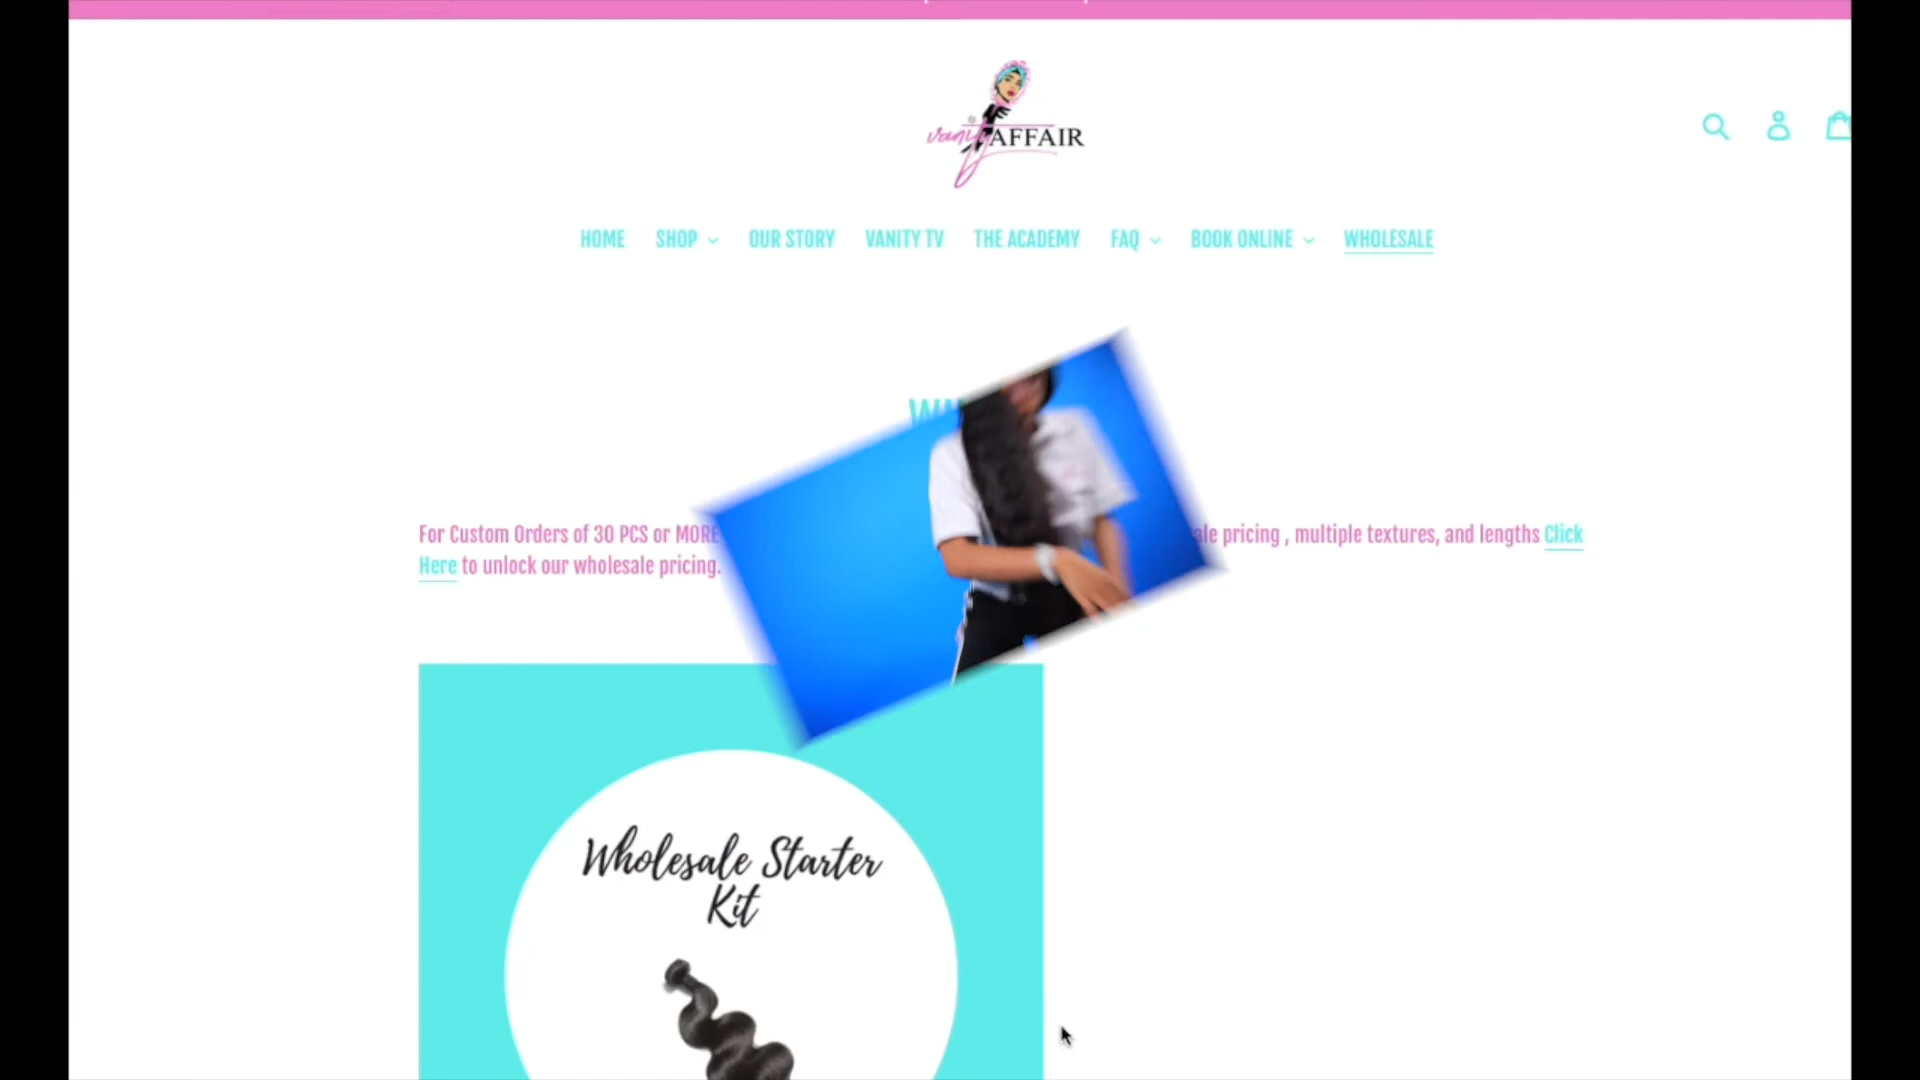 vanity AFFAIR
HOME SHOP OUR STORY VANITY TV THE ACADEMY FAQ BOOK ONLINE WHOLESALE
For Custom Orders of 30 PCS or MORE pricing , multiple textures, and lengths Click
Here to unlock our wholesale pricing.
Wholesale Starter
Kit